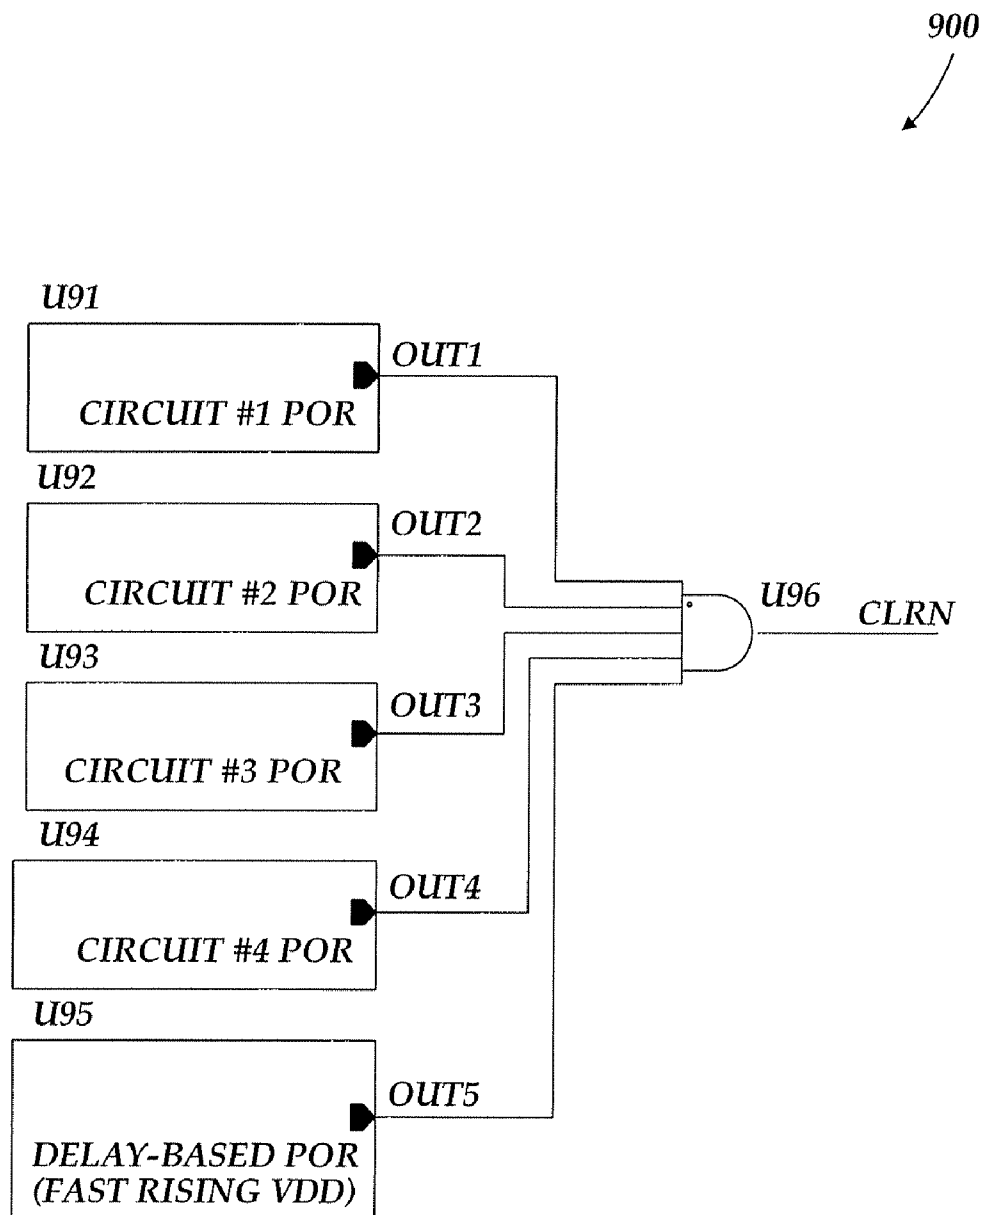 900
U91
OUT1
CIRCUIT #1 POR
U92
OUT2
CIRCUIT #2 POR
U96
CLRN
U93
OUT3
CIRCUIT #3 POR
U94
OUT4
CIRCUIT #4 POR
U95
OUT5
DELAY-BASED POR
(FAST RISING VDD)